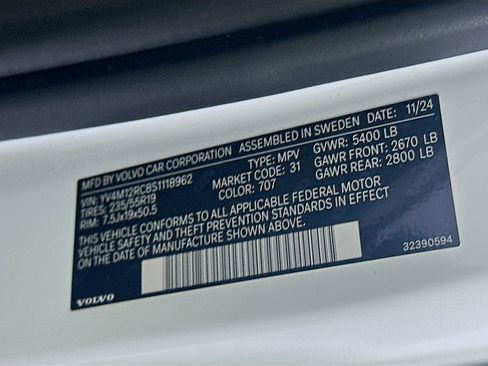 MFD BY VOLVO CAR CORPORATION ASSEMBLED IN SWEDEN DATE: 11/24
VIN: YV4M12RC8S1118962 TYPE: MPV GVWR: 5400 LB
TIRES: 235/55R19 MARKET CODE: 31 GAWR FRONT: 2670 LB
RIM: 7.5Jx19x50.5 COLOR: 707 GAWR REAR: 2800 LB
THIS VEHICLE CONFORMS TO ALL APPLICABLE FEDERAL MOTOR
VEHICLE SAFETY AND THEFT PREVENTION STANDARDS IN EFFECT
ON THE DATE OF MANUFACTURE SHOWN ABOVE.
VOLVO 32390594